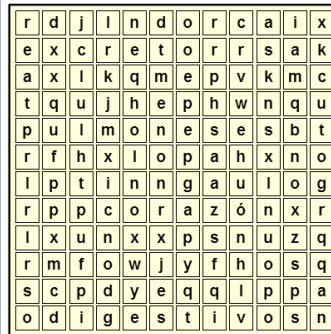 r d j l n d o r c a i x
e x c r e t o r r s a k
a x l k q m e p v k m c
t q u j h e p h w n q u
p u l m o n e s e s b t
r f h x l o p a h x n o
l p t i n n g a u l o g
r p p c o r a z ó n x r
l x u n x x p s n u z q
r m f o w j y f h o s q
s c p d y e q q l p p a
o d i g e s t i v o s n